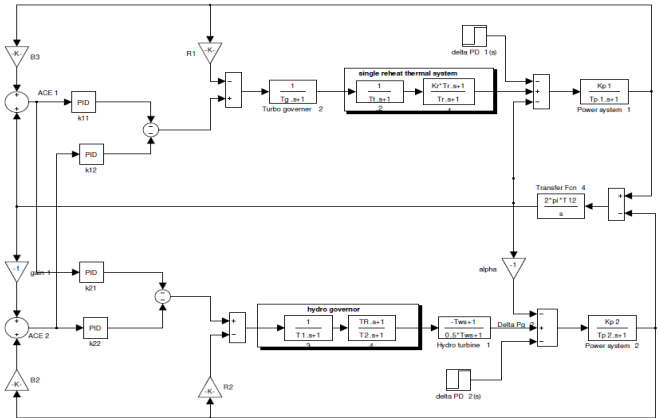 -K-
B3
-K-
R1
delta PD 1(s)
ACE 1
PID
k11
PID
k12
1
Tg .s+1
Turbo governer 2
single reheat thermal system
1
Tt .s+1
2
Kr*Tr.s+1
Tr.s+1
4
Kp 1
Tp 1.s+1
Power system 1
Transfer Fcn 4
2*pi*T 12
s
-1
gain 1
PID
k21
PID
k22
ACE 2
-K-
B2
-K-
R2
hydro governor
1
T 1.s+1
3
TR .s+1
T2.s+1
4
-Tws+1
0.5*Tws+1
Hydro turbine 1
-1
alpha
Delta Pg 2
delta PD 2(s)
Kp 2
Tp 2.s+1
Power system 2